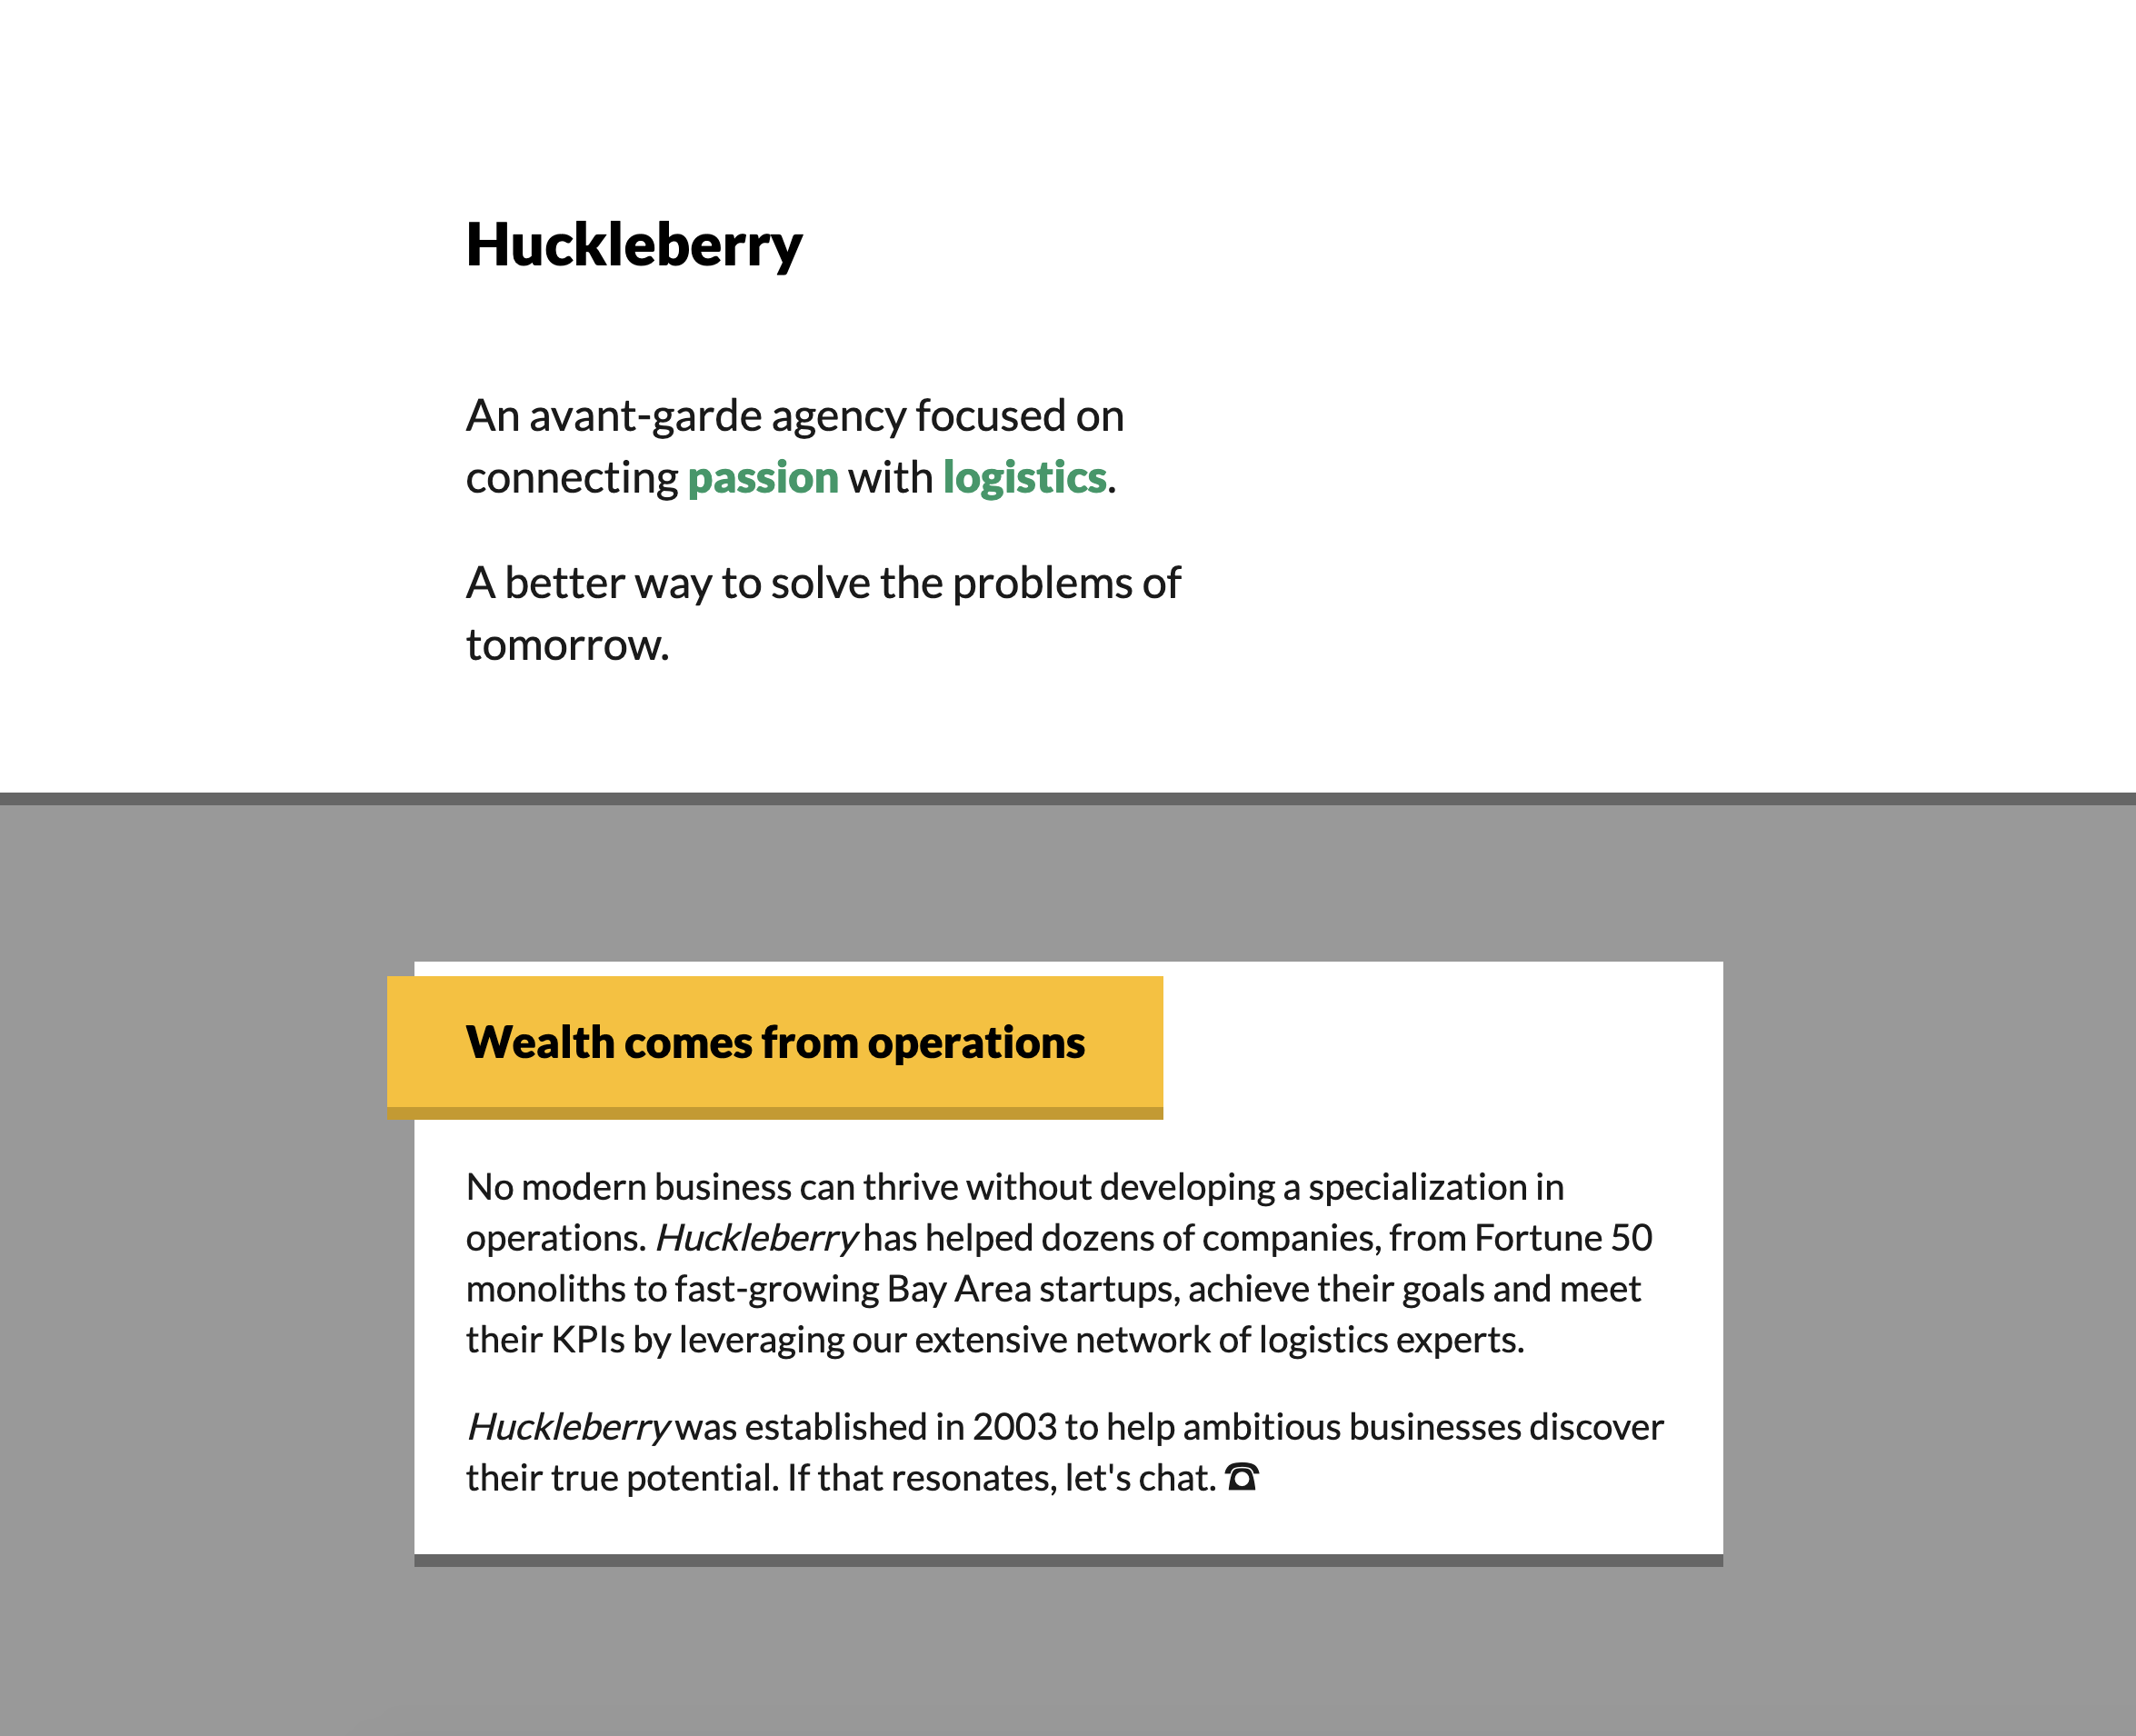 Huckleberry
An avant-garde agency focused on
connecting passion with logistics.
A better way to solve the problems of
tomorrow.
Wealth comes from operations
No modern business can thrive without developing a specialization in
operations. Huckleberry has helped dozens of companies, from Fortune 50
monoliths to fast-growing Bay Area startups, achieve their goals and meet
their KPIs by leveraging our extensive network of logistics experts.
Huckleberry was established in 2003 to help ambitious businesses discover
their true potential. If that resonates, let's chat. ☎